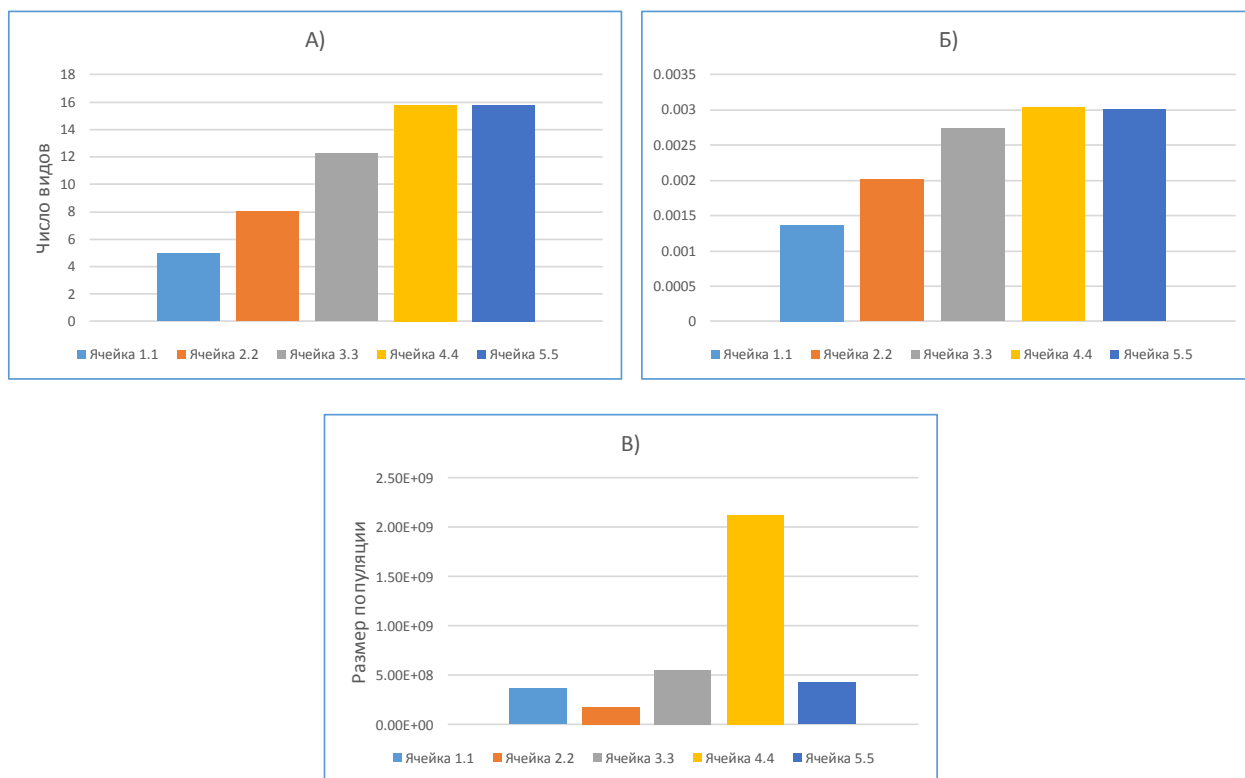 А)
Число видов
18
16
14
12
10
8
6
4
2
0
Ячейка 1.1 Ячейка 2.2 Ячейка 3.3 Ячейка 4.4 Ячейка 5.5
Б)
0.0035
0.003
0.0025
0.002
0.0015
0.001
0.0005
0
Ячейка 1.1 Ячейка 2.2 Ячейка 3.3 Ячейка 4.4 Ячейка 5.5
В)
Размер популяции
2.50E+09
2.00E+09
1.50E+09
1.00E+09
5.00E+08
0.00E+00
Ячейка 1.1 Ячейка 2.2 Ячейка 3.3 Ячейка 4.4 Ячейка 5.5